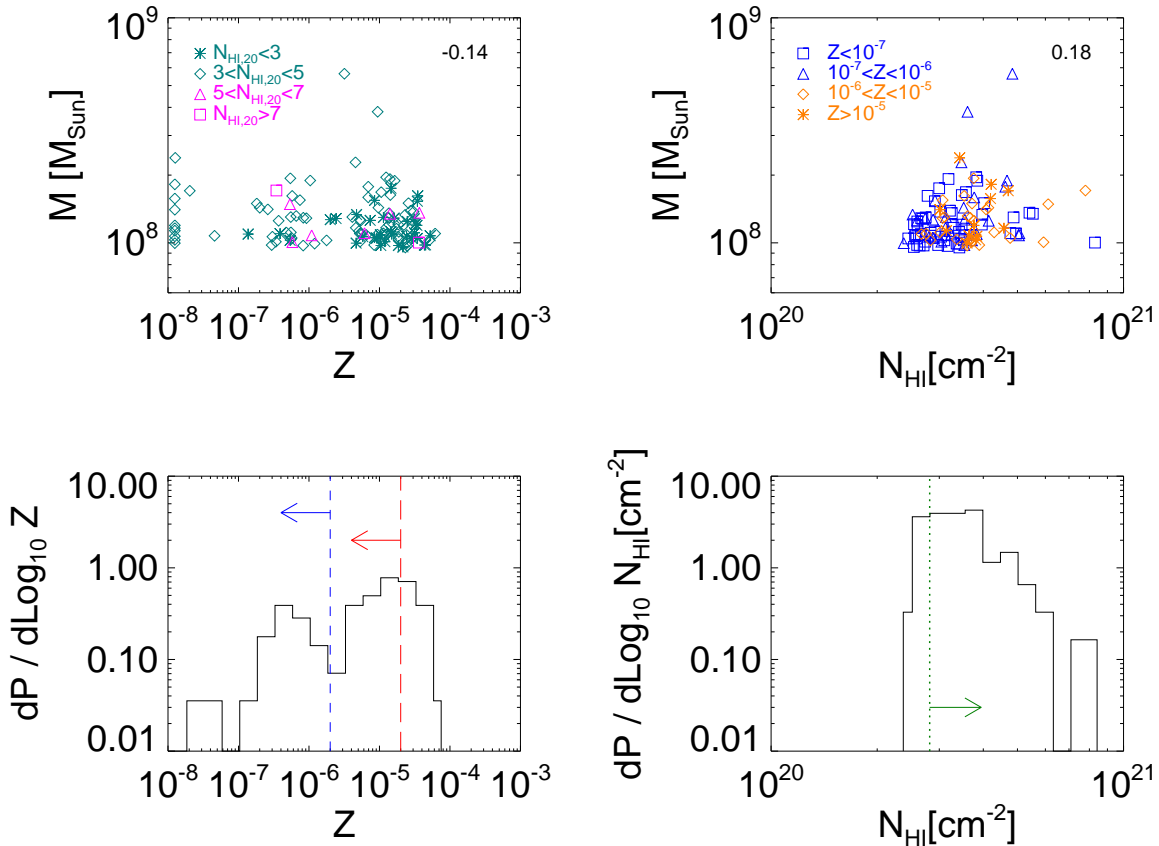 10⁹
10⁸
M [M_Sun]
N_HI,20<3
3<N_HI,20<5
5<N_HI,20<7
N_HI,20>7
-0.14
10⁻⁸ 10⁻⁷ 10⁻⁶ 10⁻⁵ 10⁻⁴ 10⁻³
Z
10⁹
10⁸
M [M_Sun]
Z<10⁻⁷
10⁻⁷<Z<10⁻⁶
10⁻⁶<Z<10⁻⁵
Z>10⁻⁵
0.18
10²⁰ 10²¹
N_HI[cm⁻²]
10.00
1.00
0.10
0.01
dP / dLog₁₀ Z
10⁻⁸ 10⁻⁷ 10⁻⁶ 10⁻⁵ 10⁻⁴ 10⁻³
Z
10.00
1.00
0.10
0.01
dP / dLog₁₀ N_HI[cm⁻²]
10²⁰ 10²¹
N_HI[cm⁻²]